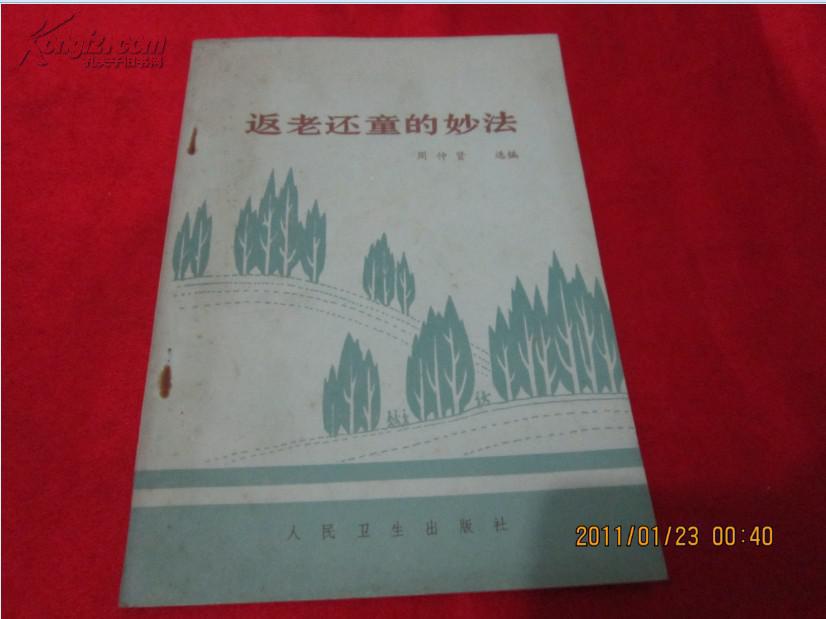 Kongfz.com
孔夫子旧书网
返老还童的妙法
周仲贤 选编
人民卫生出版社
2011/01/23 00:40